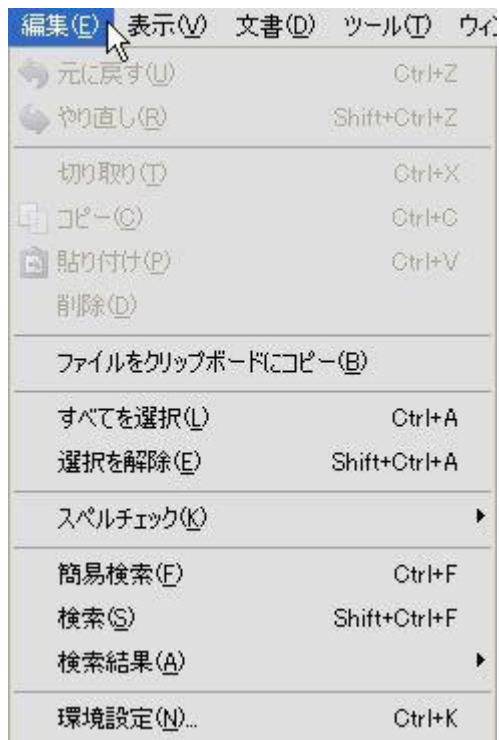 編集(E) 表示(V) 文書(D) ツール(T) ウィン
元に戻す(U) Ctrl+Z
やり直し(R) Shift+Ctrl+Z
切り取り(T) Ctrl+X
コピー(C) Ctrl+C
貼り付け(P) Ctrl+V
削除(D)
ファイルをクリップボードにコピー(B)
すべてを選択(L) Ctrl+A
選択を解除(E) Shift+Ctrl+A
スペルチェック(K)
簡易検索(F) Ctrl+F
検索(S) Shift+Ctrl+F
検索結果(A)
環境設定(N)... Ctrl+K